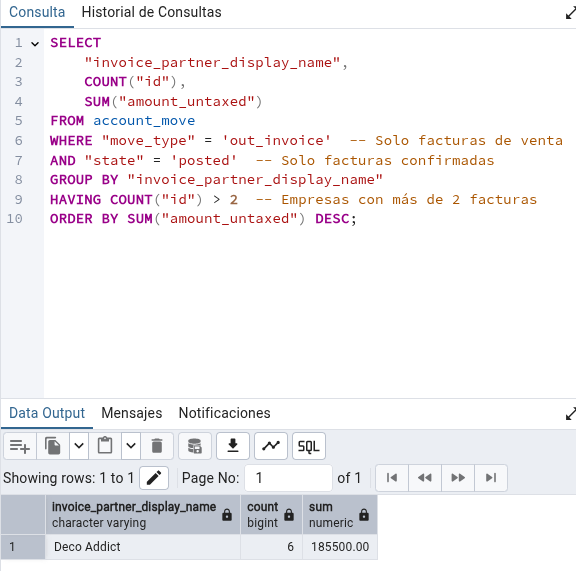 Consulta Historial de Consultas
1 SELECT
2 "invoice_partner_display_name",
3 COUNT("id"),
4 SUM("amount_untaxed")
5 FROM account_move
6 WHERE "move_type" = 'out_invoice' -- Solo facturas de venta
7 AND "state" = 'posted' -- Solo facturas confirmadas
8 GROUP BY "invoice_partner_display_name"
9 HAVING COUNT("id") > 2 -- Empresas con más de 2 facturas
10 ORDER BY SUM("amount_untaxed") DESC;
Data Output Mensajes Notificaciones
SQL
Showing rows: 1 to 1 Page No: 1 of 1
invoice_partner_display_name count sum
character varying bigint numeric
1 Deco Addict 6 185500.00